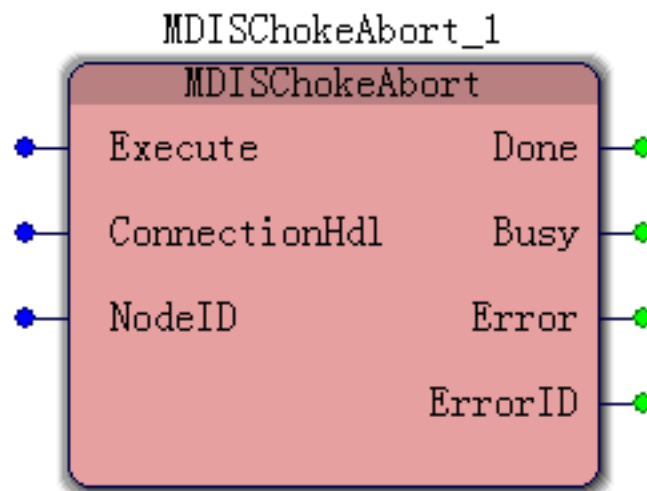 MDISChokeAbort_1
MDISChokeAbort
Execute Done
ConnectionHdl Busy
NodeID Error
ErrorID